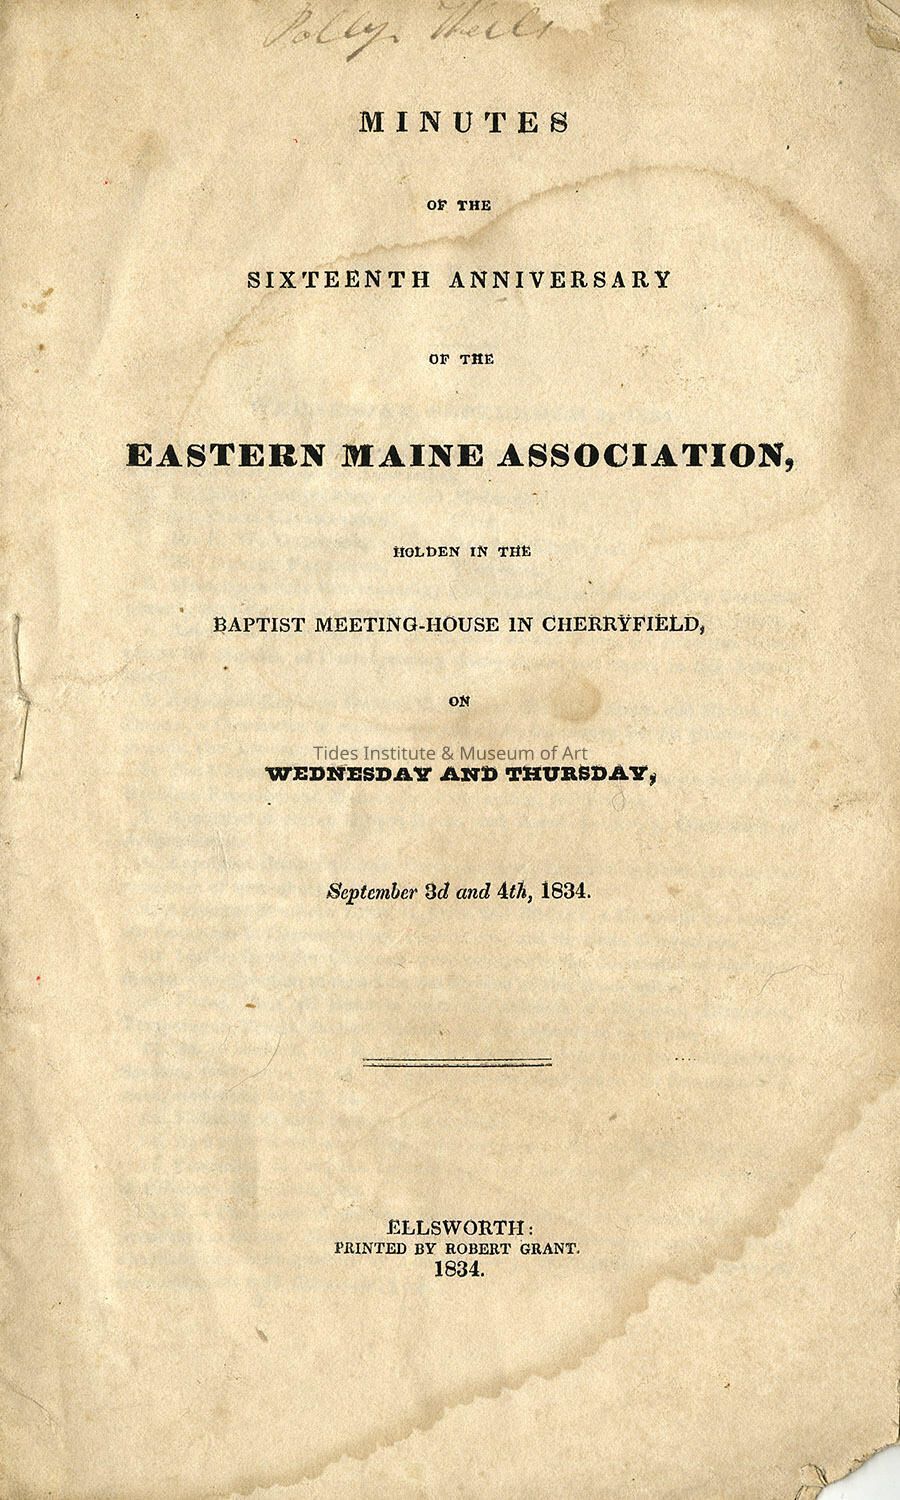 Polly Wells
MINUTES
OF THE
SIXTEENTH ANNIVERSARY
OF THE
EASTERN MAINE ASSOCIATION,
HOLDEN IN THE
BAPTIST MEETING-HOUSE IN CHERRYFIELD,
ON
Tides Institute & Museum of Art
WEDNESDAY AND THURSDAY,
September 3d and 4th, 1834.
ELLSWORTH:
PRINTED BY ROBERT GRANT.
1834.